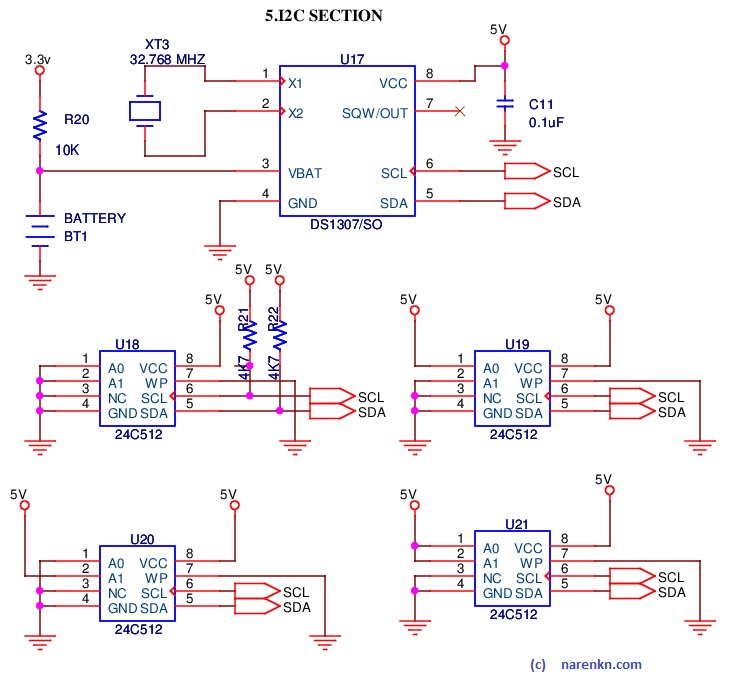 5.I2C SECTION
5V
XT3
32.768 MHZ
3.3v
U17
1 X1 VCC 8
2 X2 SQW/OUT 7
R20
10K
C11
0.1uF
3 VBAT SCL 6 SCL
4 GND SDA 5 SDA
DS1307/SO
BATTERY
BT1
5V 5V
5V
R21 R22
4K7 4K7
U18
1 A0 VCC 8
2 A1 WP 7
3 NC SCL 6 SCL
4 GND SDA 5 SDA
24C512
5V 5V
U19
1 A0 VCC 8
2 A1 WP 7
3 NC SCL 6 SCL
4 GND SDA 5 SDA
24C512
5V 5V
U20
1 A0 VCC 8
2 A1 WP 7
3 NC SCL 6 SCL
4 GND SDA 5 SDA
24C512
5V 5V
U21
1 A0 VCC 8
2 A1 WP 7
3 NC SCL 6 SCL
4 GND SDA 5 SDA
24C512
(c) narenkn.com